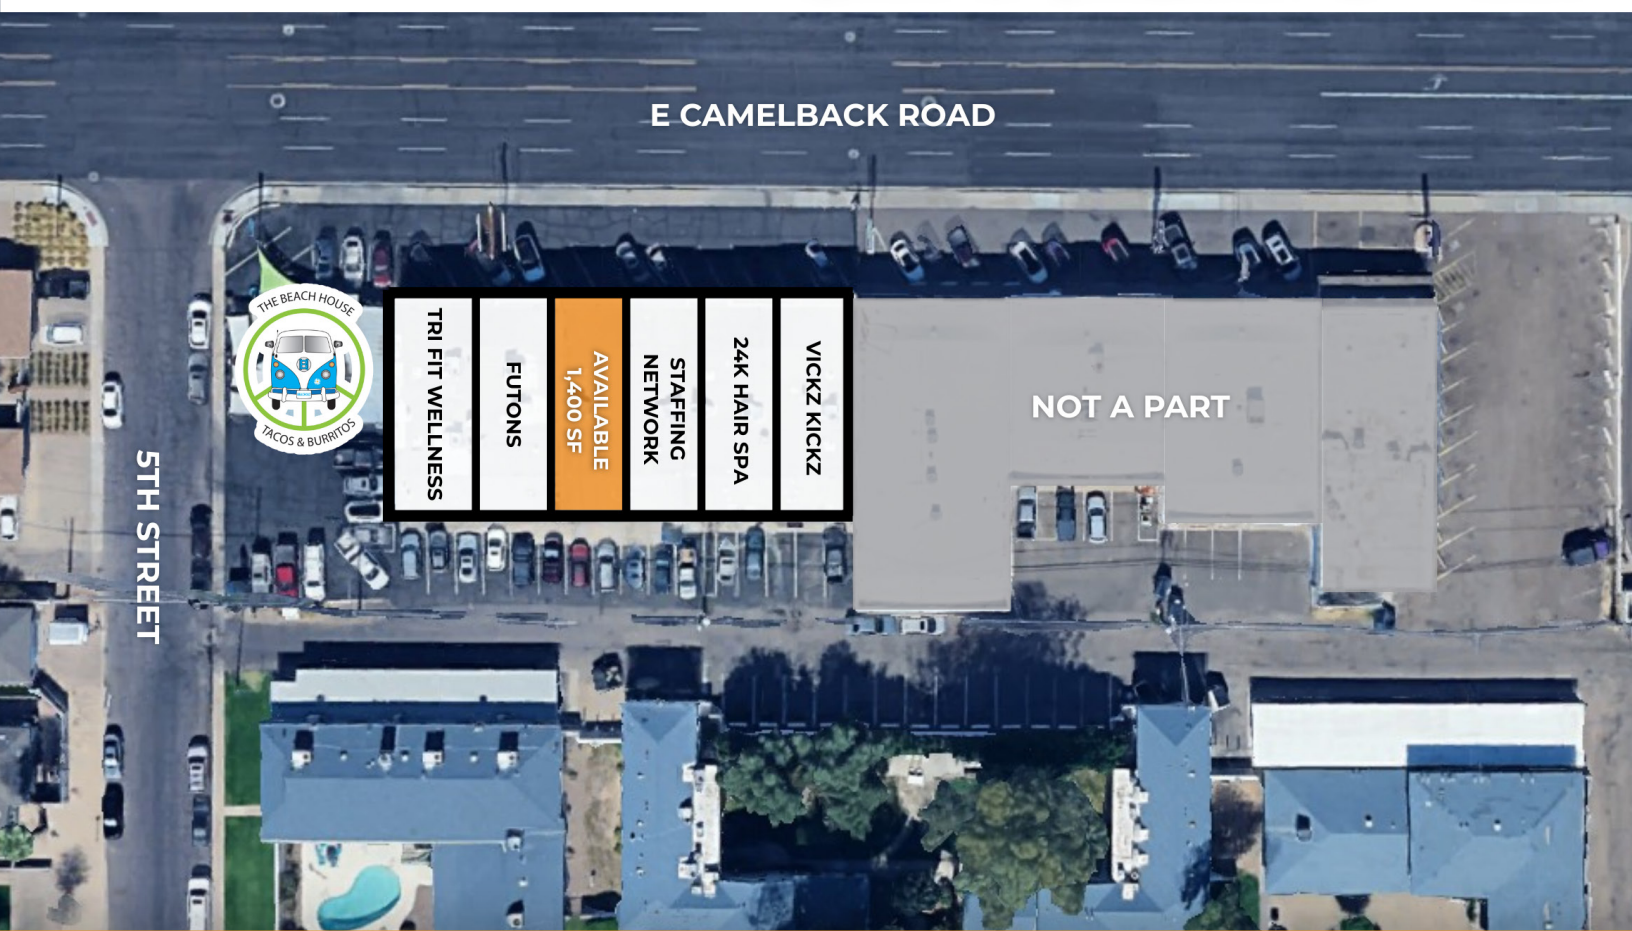 E CAMELBACK ROAD
THE BEACH HOUSE
TACOS & BURRITOS
TRI FIT WELLNESS
FUTONS
AVAILABLE
1,400 SF
STAFFING
NETWORK
24K HAIR SPA
VICKZ KICKZ
NOT A PART
5TH STREET